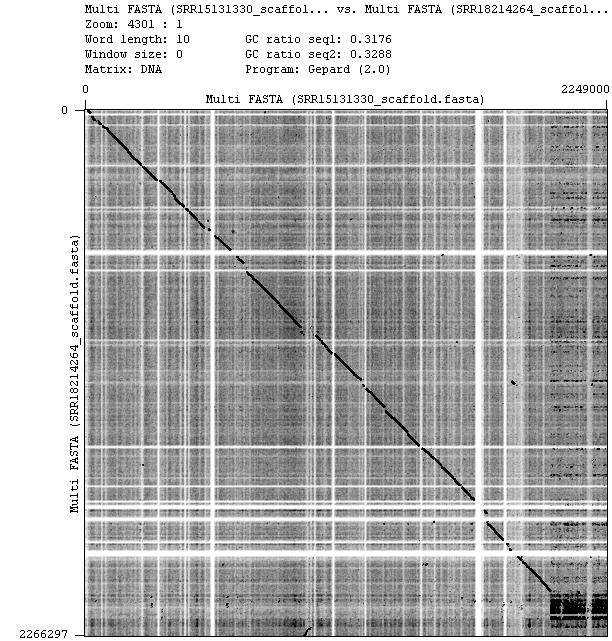 Multi FASTA (SRR15131330_scaffol... vs. Multi FASTA (SRR18214264_scaffol...
Zoom: 4301 : 1
Word length: 10 GC ratio seq1: 0.3176
Window size: 0 GC ratio seq2: 0.3288
Matrix: DNA Program: Gepard (2.0)
0 2249000
Multi FASTA (SRR15131330_scaffold.fasta)
0
Multi FASTA (SRR18214264_scaffold.fasta)
2266297